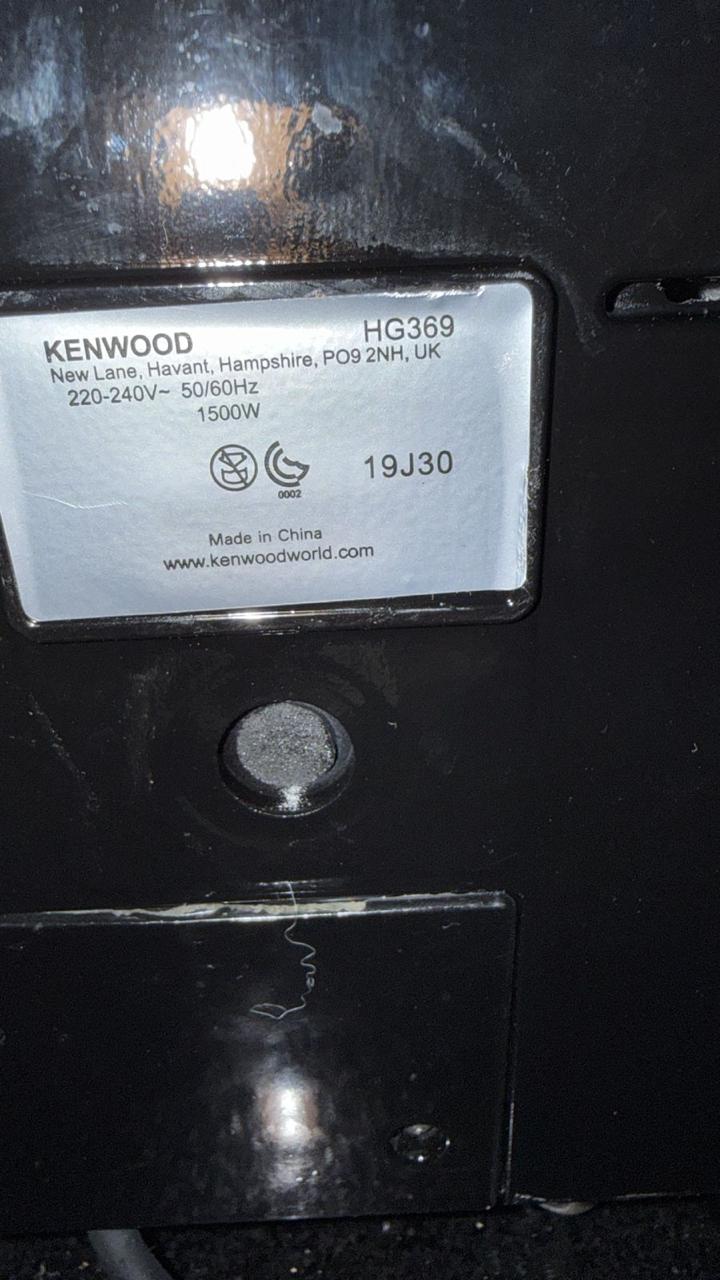 KENWOOD HG369
New Lane, Havant, Hampshire, PO9 2NH, UK
220-240V~ 50/60Hz
1500W
0002
19J30
Made in China
www.kenwoodworld.com